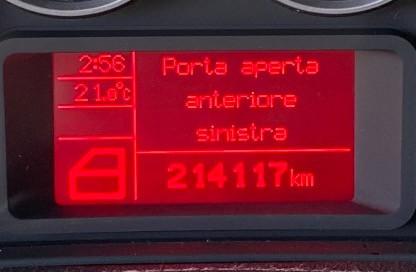 2:56
21.0°C
Porta aperta
anteriore
sinistra
214117km